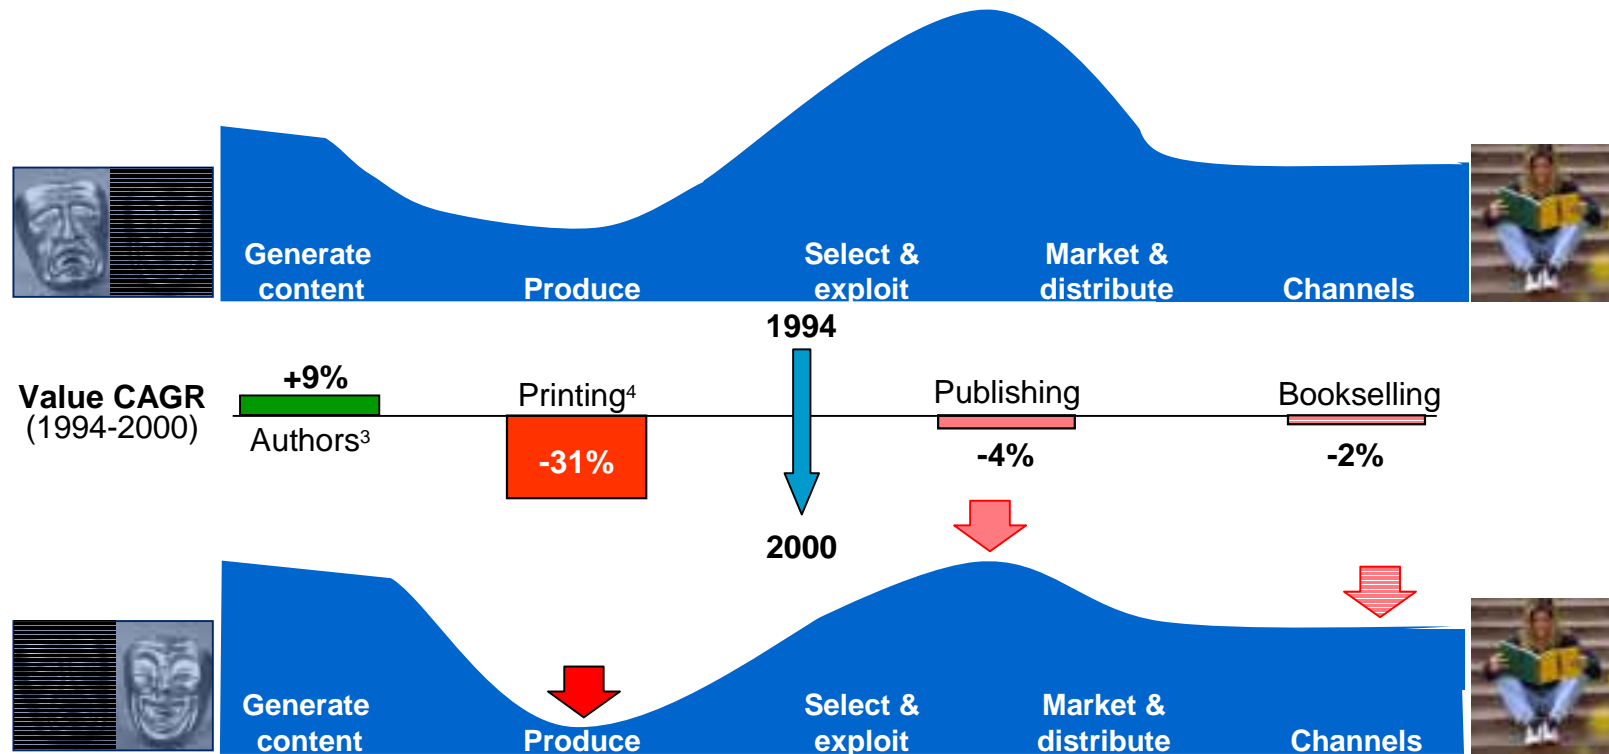 Generate
content
Produce
Select &
exploit
Market &
distribute
Channels
1994
Value CAGR
(1994-2000)
+9%
Authors3
Printing4
-31%
Publishing
-4%
Bookselling
-2%
2000
Generate
content
Produce
Select &
exploit
Market &
distribute
Channels